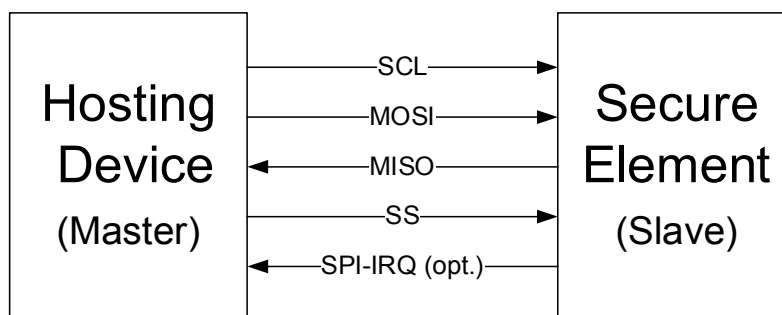 Hosting
Device
(Master)
SCL
MOSI
MISO
SS
SPI-IRQ (opt.)
Secure
Element
(Slave)